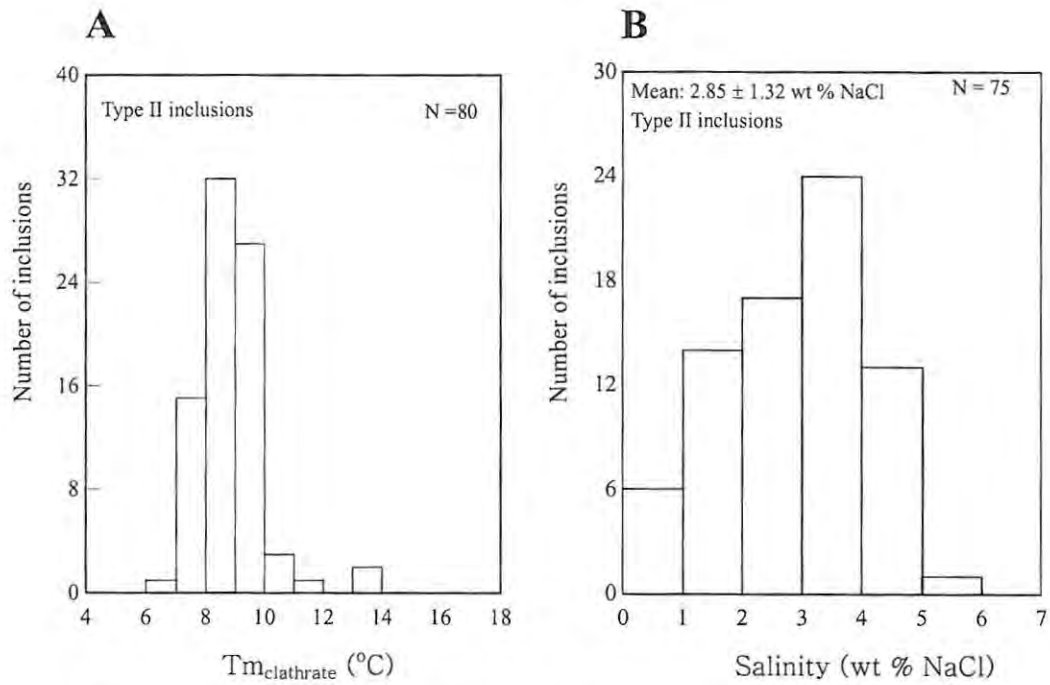 A
40
32
24
16
8
0
Number of inclusions
Type II inclusions
N =80
4 6 8 10 12 14 16 18
Tmclathrate (°C)
B
30
24
18
12
6
0
Number of inclusions
Mean: 2.85 ± 1.32 wt % NaCl
N = 75
Type II inclusions
0 1 2 3 4 5 6 7
Salinity (wt % NaCl)